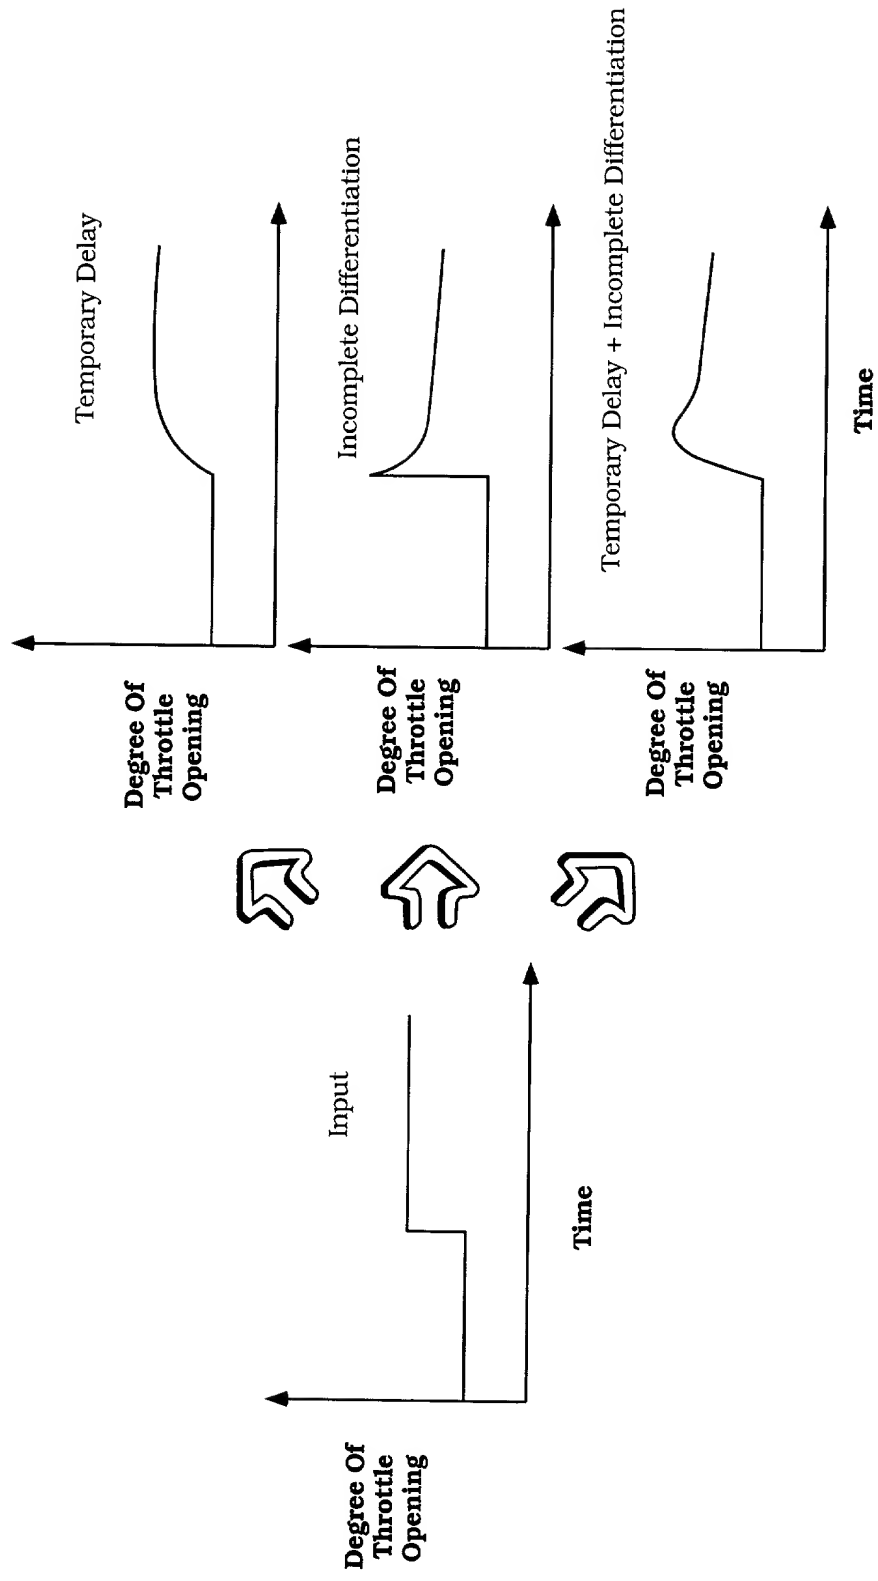 Degree Of
Throttle
Opening
Input
Time
Degree Of
Throttle
Opening
Temporary Delay
Degree Of
Throttle
Opening
Incomplete Differentiation
Degree Of
Throttle
Opening
Temporary Delay + Incomplete Differentiation
Time